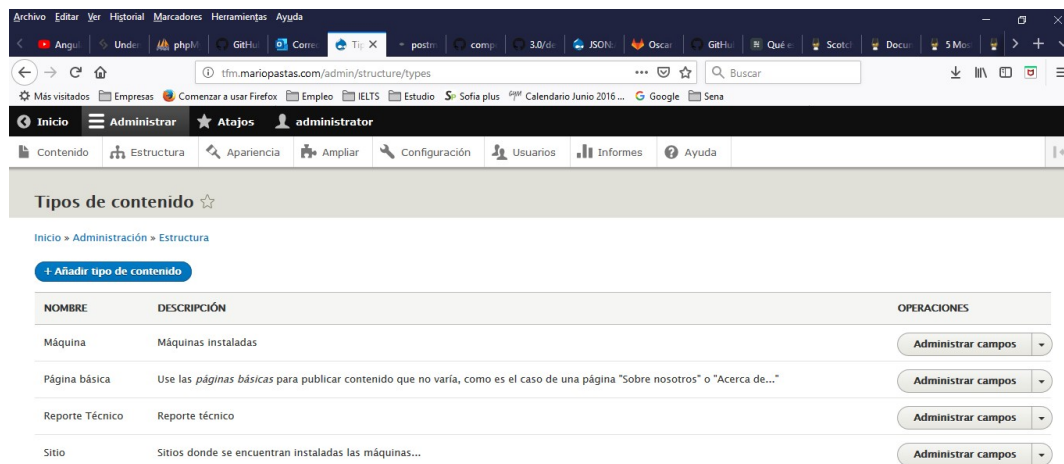 Archivo Editar Ver Historial Marcadores Herramientas Ayuda
Angul Under phpM GitHul Corre Tip postm comp 3.0/de JSON: Oscar GitHul Qué e Scotcl Docur 5 Mos
tfm.mariopastas.com/admin/structure/types Buscar
Más visitados Empresas Comenzar a usar Firefox Empleo IELTS Estudio Sofia plus Calendario Junio 2016 ... Google Sena
Inicio Administrar Atajos administrator
Contenido Estructura Apariencia Ampliar Configuración Usuarios Informes Ayuda
Tipos de contenido
Inicio » Administración » Estructura
+ Añadir tipo de contenido
NOMBRE DESCRIPCIÓN OPERACIONES
Máquina Máquinas instaladas Administrar campos
Página básica Use las páginas básicas para publicar contenido que no varía, como es el caso de una página "Sobre nosotros" o "Acerca de..." Administrar campos
Reporte Técnico Reporte técnico Administrar campos
Sitio Sitios donde se encuentran instaladas las máquinas... Administrar campos